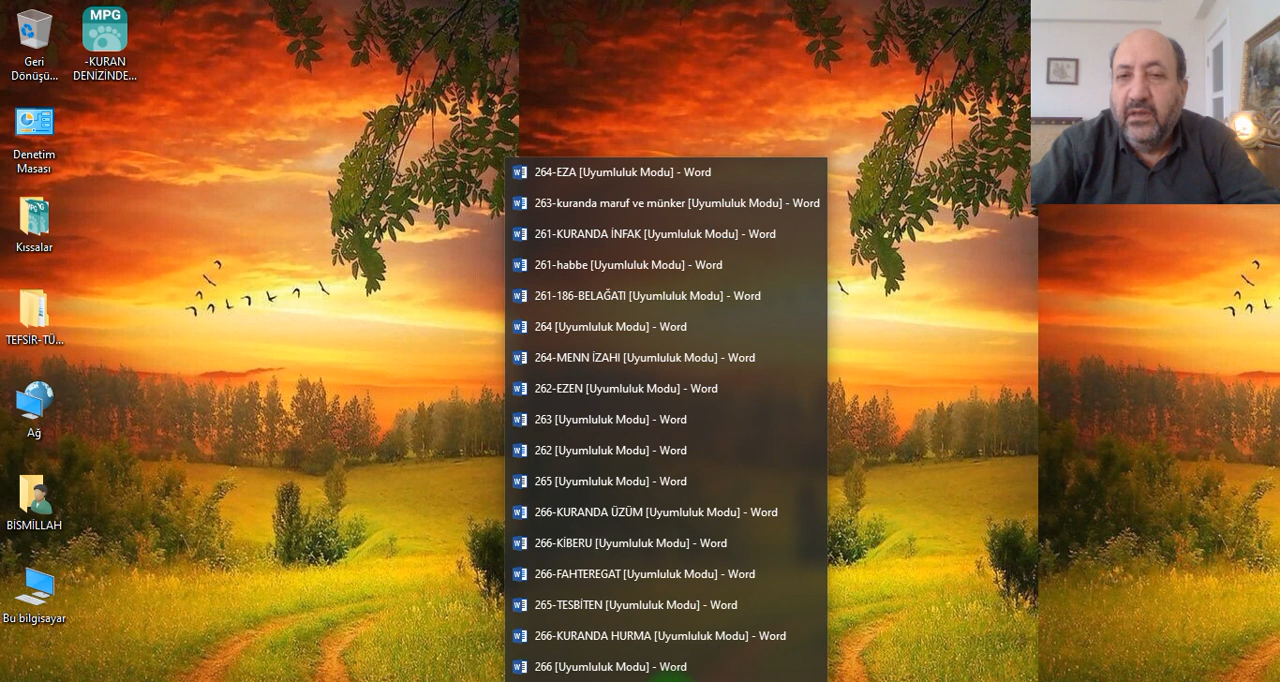 Geri
Dönüşü...
MPG
-KURAN
DENİZİNDE...
Denetim
Masası
Kıssalar
TEFSİR-TÜ...
Ağ
BİSMİLLAH
Bu bilgisayar
264-EZA [Uyumluluk Modu] - Word
263-kuranda maruf ve münker [Uyumluluk Modu] - Word
261-KURANDA İNFAK [Uyumluluk Modu] - Word
261-habbe [Uyumluluk Modu] - Word
261-186-BELAĞATI [Uyumluluk Modu] - Word
264 [Uyumluluk Modu] - Word
264-MENN İZAHI [Uyumluluk Modu] - Word
262-EZEN [Uyumluluk Modu] - Word
263 [Uyumluluk Modu] - Word
262 [Uyumluluk Modu] - Word
265 [Uyumluluk Modu] - Word
266-KURANDA ÜZÜM [Uyumluluk Modu] - Word
266-KİBERU [Uyumluluk Modu] - Word
266-FAHTEREGAT [Uyumluluk Modu] - Word
265-TESBİTEN [Uyumluluk Modu] - Word
266-KURANDA HURMA [Uyumluluk Modu] - Word
266 [Uyumluluk Modu] - Word